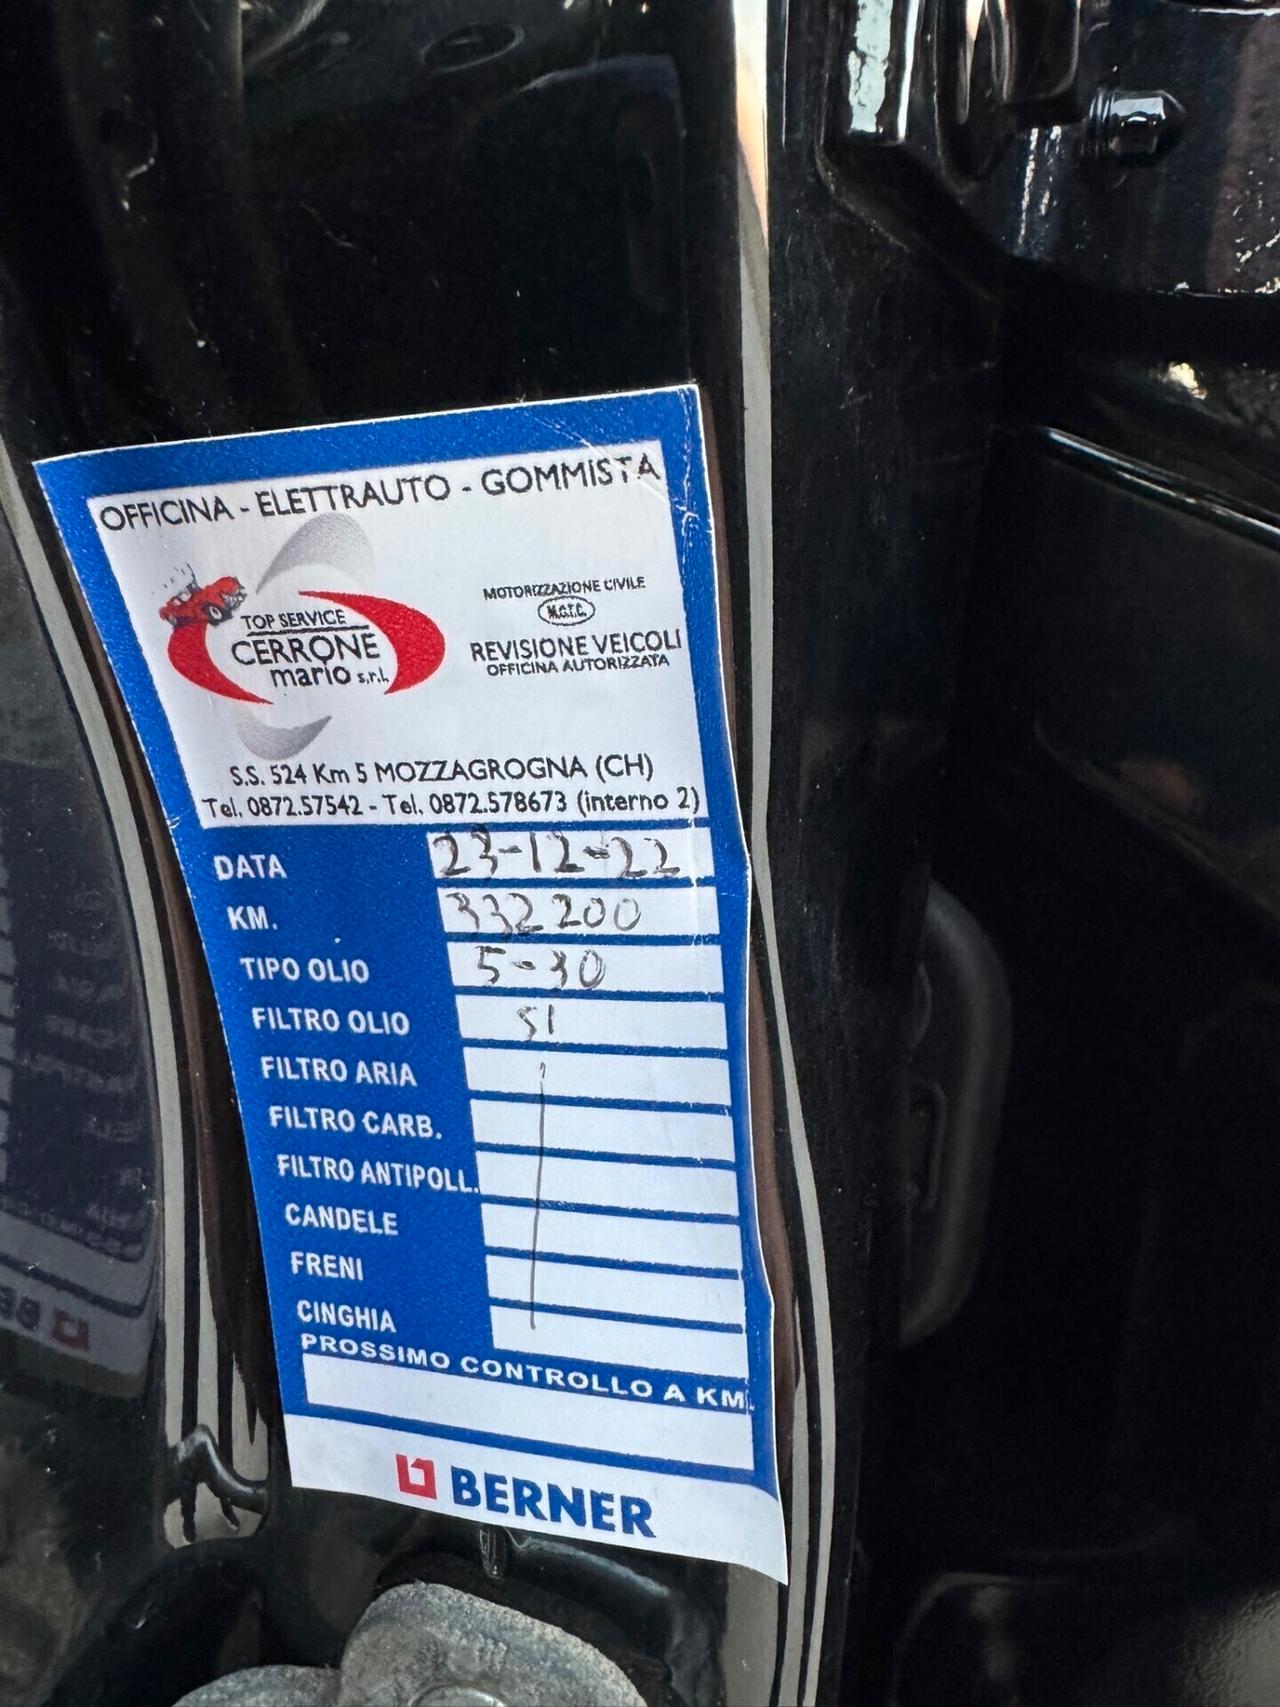 OFFICINA - ELETTRAUTO - GOMMISTA
TOP SERVICE
CERRONE
mario s.r.l.
MOTORIZZAZIONE CIVILE
M.C.T.C.
REVISIONE VEICOLI
OFFICINA AUTORIZZATA
S.S. 524 Km 5 MOZZAGROGNA (CH)
Tel. 0872.57542 - Tel. 0872.578673 (interno 2)
DATA 23-12-22
KM. 332200
TIPO OLIO 5-30
FILTRO OLIO SI
FILTRO ARIA
FILTRO CARB.
FILTRO ANTIPOLL.
CANDELE
FRENI
CINGHIA
PROSSIMO CONTROLLO A KM.
BERNER